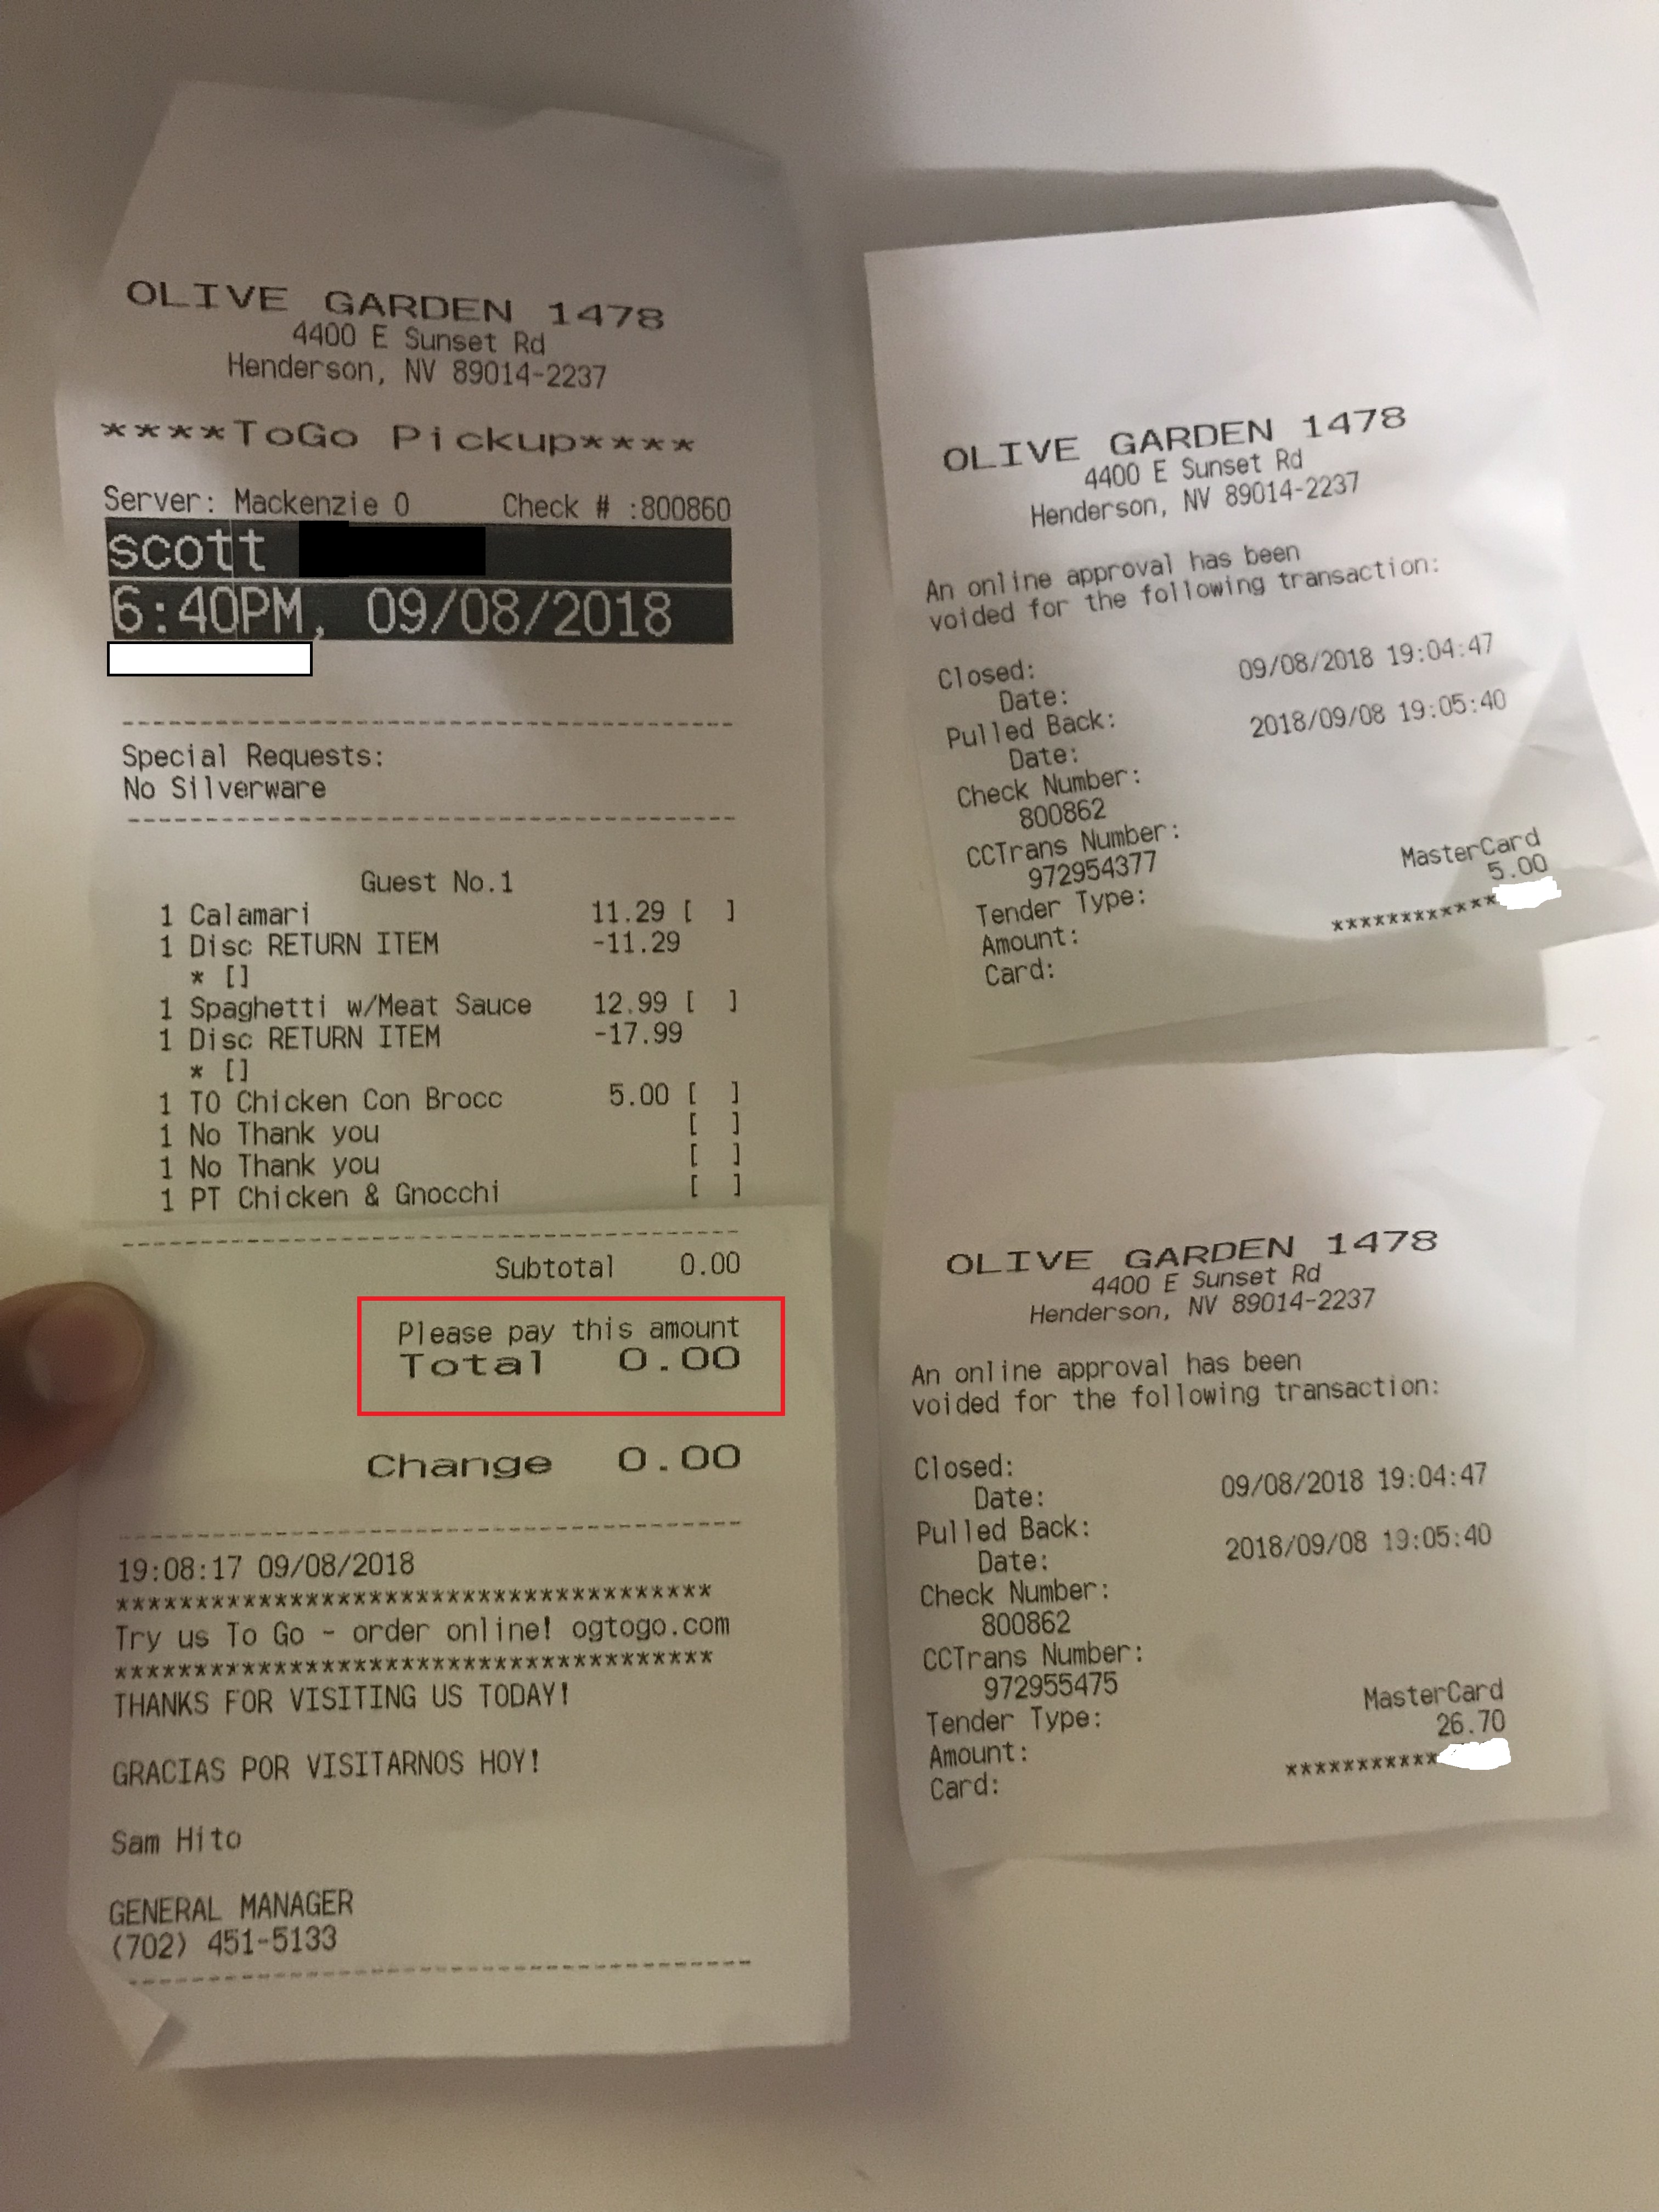 OLIVE GARDEN 1478
4400 E Sunset Rd
Henderson, NV 89014-2237
****ToGo Pickup****
Server: Mackenzie O Check # :800860
scott
6:40PM, 09/08/2018
Special Requests:
No Silverware
Guest No.1
1 Calamari 11.29 [ ]
1 Disc RETURN ITEM -11.29
* []
1 Spaghetti w/Meat Sauce 12.99 [ ]
1 Disc RETURN ITEM -17.99
* []
1 TO Chicken Con Brocc 5.00 [ ]
1 No Thank you [ ]
1 No Thank you [ ]
1 PT Chicken & Gnocchi [ ]
Subtotal 0.00
Please pay this amount
Total 0.00
Change 0.00
19:08:17 09/08/2018
**************************************
Try us To Go - order online! ogtogo.com
**************************************
THANKS FOR VISITING US TODAY!
GRACIAS POR VISITARNOS HOY!
Sam Hito
GENERAL MANAGER
(702) 451-5133
OLIVE GARDEN 1478
4400 E Sunset Rd
Henderson, NV 89014-2237
An online approval has been
voided for the following transaction:
Closed:
Date: 09/08/2018 19:04:47
Pulled Back:
Date: 2018/09/08 19:05:40
Check Number:
800862
CCTrans Number:
972954377
Tender Type: MasterCard
Amount: 5.00
Card: ************
OLIVE GARDEN 1478
4400 E Sunset Rd
Henderson, NV 89014-2237
An online approval has been
voided for the following transaction:
Closed:
Date: 09/08/2018 19:04:47
Pulled Back:
Date: 2018/09/08 19:05:40
Check Number:
800862
CCTrans Number:
972955475
Tender Type: MasterCard
Amount: 26.70
Card: ************